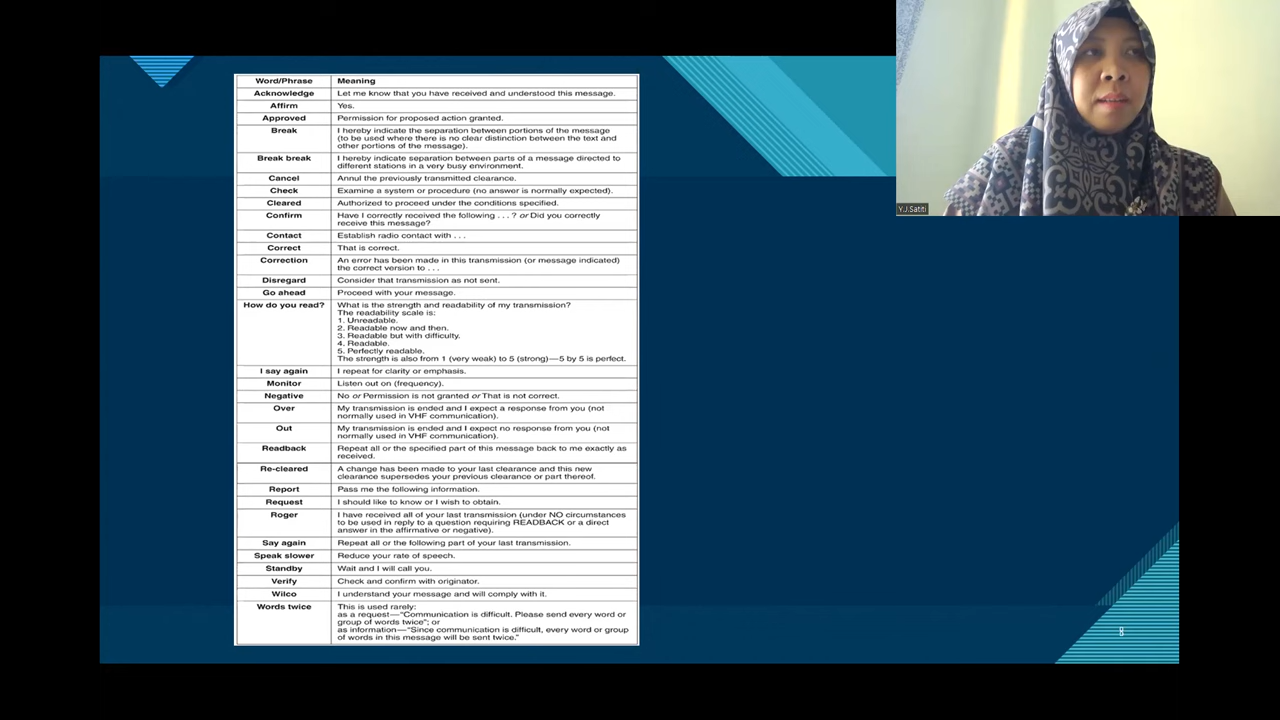 Word/Phrase Meaning
Acknowledge Let me know that you have received and understood this message.
Affirm Yes.
Approved Permission for proposed action granted.
Break I hereby indicate the separation between portions of the message
(to be used where there is no clear distinction between the text and
other portions of the message).
Break break I hereby indicate separation between parts of a message directed to
different stations in a very busy environment.
Cancel Annul the previously transmitted clearance.
Check Examine a system or procedure (no answer is normally expected).
Cleared Authorized to proceed under the conditions specified.
Confirm Have I correctly received the following . . . ? or Did you correctly
receive this message?
Contact Establish radio contact with . . .
Correct That is correct.
Correction An error has been made in this transmission (or message indicated)
the correct version to . . .
Disregard Consider that transmission as not sent.
Go ahead Proceed with your message.
How do you read? What is the strength and readability of my transmission?
The readability scale is:
1. Unreadable.
2. Readable now and then.
3. Readable but with difficulty.
4. Readable.
5. Perfectly readable.
The strength is also from 1 (very weak) to 5 (strong)—5 by 5 is perfect.
I say again I repeat for clarity or emphasis.
Monitor Listen out on (frequency).
Negative No or Permission is not granted or That is not correct.
Over My transmission is ended and I expect a response from you (not
normally used in VHF communication).
Out My transmission is ended and I expect no response from you (not
normally used in VHF communication).
Readback Repeat all or the specified part of this message back to me exactly as
received.
Re-cleared A change has been made to your last clearance and this new
clearance supersedes your previous clearance or part thereof.
Report Pass me the following information.
Request I should like to know or I wish to obtain.
Roger I have received all of your last transmission (under NO circumstances
to be used in reply to a question requiring READBACK or a direct
answer in the affirmative or negative).
Say again Repeat all or the following part of your last transmission.
Speak slower Reduce your rate of speech.
Standby Wait and I will call you.
Verify Check and confirm with originator.
Wilco I understand your message and will comply with it.
Words twice This is used rarely:
as a request—“Communication is difficult. Please send every word or
group of words twice”; or
as information—“Since communication is difficult, every word or group
of words in this message will be sent twice.”
Y.J.Satiti
8